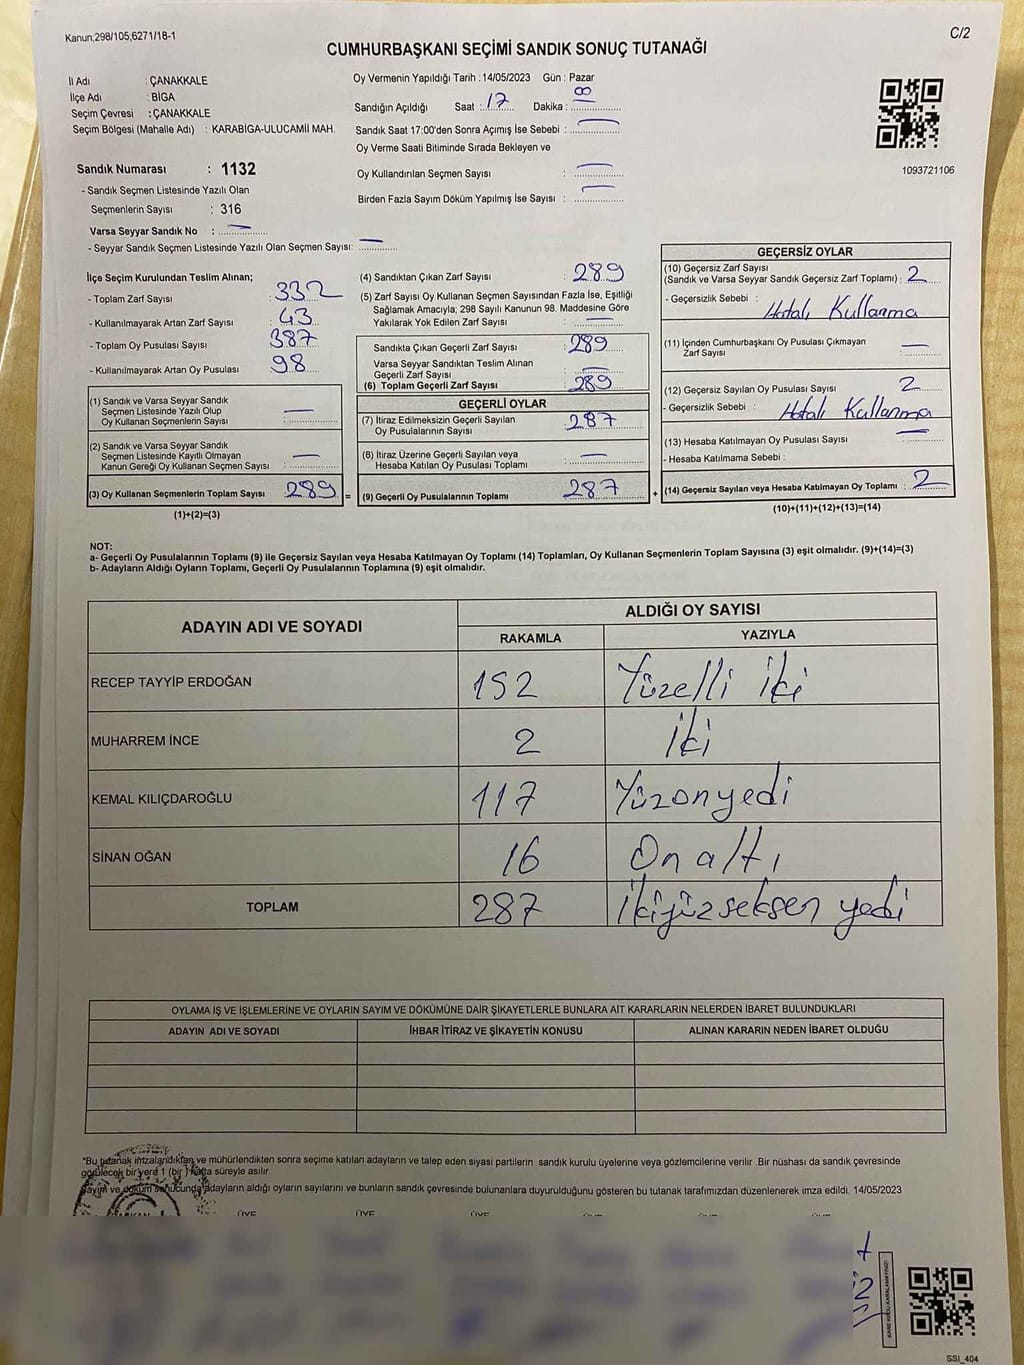 Kanun,298/105,6271/18-1
C/2
CUMHURBAŞKANI SEÇİMİ SANDIK SONUÇ TUTANAĞI
İl Adı : ÇANAKKALE
İlçe Adı : BİGA
Seçim Çevresi : ÇANAKKALE
Seçim Bölgesi (Mahalle Adı) : KARABİGA-ULUCAMİİ MAH.
Oy Vermenin Yapıldığı Tarih : 14/05/2023 Gün : Pazar
Sandığın Açıldığı Saat : 17 Dakika : 00
Sandık Saat 17:00'den Sonra Açımış İse Sebebi : —
Oy Verme Saati Bitiminde Sırada Bekleyen ve
Oy Kullandırılan Seçmen Sayısı : —
Birden Fazla Sayım Döküm Yapılmış İse Sayısı : —
1093721106
Sandık Numarası : 1132
- Sandık Seçmen Listesinde Yazılı Olan
Seçmenlerin Sayısı : 316
Varsa Seyyar Sandık No : —
- Seyyar Sandık Seçmen Listesinde Yazılı Olan Seçmen Sayısı: —
İlçe Seçim Kurulundan Teslim Alınan;
- Toplam Zarf Sayısı : 332
- Kullanılmayarak Artan Zarf Sayısı : 43
- Toplam Oy Pusulası Sayısı : 387
- Kullanılmayarak Artan Oy Pusulası : 98
(1) Sandık ve Varsa Seyyar Sandık
Seçmen Listesinde Yazılı Olup
Oy Kullanan Seçmenlerin Sayısı : —
(2) Sandık ve Varsa Seyyar Sandık
Seçmen Listesinde Kayıtlı Olmayan
Kanun Gereği Oy Kullanan Seçmen Sayısı : —
(3) Oy Kullanan Seçmenlerin Toplam Sayısı : 289 =
(1)+(2)=(3)
(4) Sandıktan Çıkan Zarf Sayısı : 289
(5) Zarf Sayısı Oy Kullanan Seçmen Sayısından Fazla İse, Eşitliği
Sağlamak Amacıyla; 298 Sayılı Kanunun 98. Maddesine Göre
Yakılarak Yok Edilen Zarf Sayısı : —
Sandıkta Çıkan Geçerli Zarf Sayısı : 289
Varsa Seyyar Sandıktan Teslim Alınan
Geçerli Zarf Sayısı : —
(6) Toplam Geçerli Zarf Sayısı : 289
GEÇERLİ OYLAR
(7) İtiraz Edilmeksizin Geçerli Sayılan
Oy Pusulalarının Sayısı : 287
(8) İtiraz Üzerine Geçerli Sayılan veya
Hesaba Katılan Oy Pusulası Toplamı : —
(9) Geçerli Oy Pusulalarının Toplamı : 287 +
GEÇERSİZ OYLAR
(10) Geçersiz Zarf Sayısı
(Sandık ve Varsa Seyyar Sandık Geçersiz Zarf Toplamı) : 2
- Geçersizlik Sebebi : Hatalı Kullanma
(11) İçinden Cumhurbaşkanı Oy Pusulası Çıkmayan
Zarf Sayısı : —
(12) Geçersiz Sayılan Oy Pusulası Sayısı : 2
- Geçersizlik Sebebi : Hatalı Kullanma
(13) Hesaba Katılmayan Oy Pusulası Sayısı : —
- Hesaba Katılmama Sebebi :
(14) Geçersiz Sayılan veya Hesaba Katılmayan Oy Toplamı : 2
(10)+(11)+(12)+(13)=(14)
NOT:
a- Geçerli Oy Pusulalarının Toplamı (9) ile Geçersiz Sayılan veya Hesaba Katılmayan Oy Toplamı (14) Toplamları, Oy Kullanan Seçmenlerin Toplam Sayısına (3) eşit olmalıdır. (9)+(14)=(3)
b- Adayların Aldığı Oyların Toplamı, Geçerli Oy Pusulalarının Toplamına (9) eşit olmalıdır.
ADAYIN ADI VE SOYADI
ALDIĞI OY SAYISI
RAKAMLA YAZIYLA
RECEP TAYYİP ERDOĞAN 152 Yüzelli iki
MUHARREM İNCE 2 iki
KEMAL KILIÇDAROĞLU 117 Yüzonyedi
SİNAN OĞAN 16 On altı
TOPLAM 287 İkiyüzseksen yedi
OYLAMA İŞ VE İŞLEMLERİNE VE OYLARIN SAYIM VE DÖKÜMÜNE DAİR ŞİKAYETLERLE BUNLARA AİT KARARLARIN NELERDEN İBARET BULUNDUKLARI
ADAYIN ADI VE SOYADI İHBAR İTİRAZ VE ŞİKAYETİN KONUSU ALINAN KARARIN NEDEN İBARET OLDUĞU
*Bu tutanak imzalandıktan ve mühürlendikten sonra seçime katılan adayların ve talep eden siyasi partilerin sandık kurulu üyelerine veya gözlemcilerine verilir. Bir nüshası da sandık çevresinde
görülecek bir yere 1 (bir) hafta süreyle asılır.
Sayım ve döküm sonucunda adayların aldığı oyların sayılarını ve bunların sandık çevresinde bulunanlara duyurulduğunu gösteren bu tutanak tarafımızdan düzenlenerek imza edildi. 14/05/2023
BAŞKAN ÜYE ÜYE ÜYE
KARE KODU KARALAMAYINIZ!
SSI_404